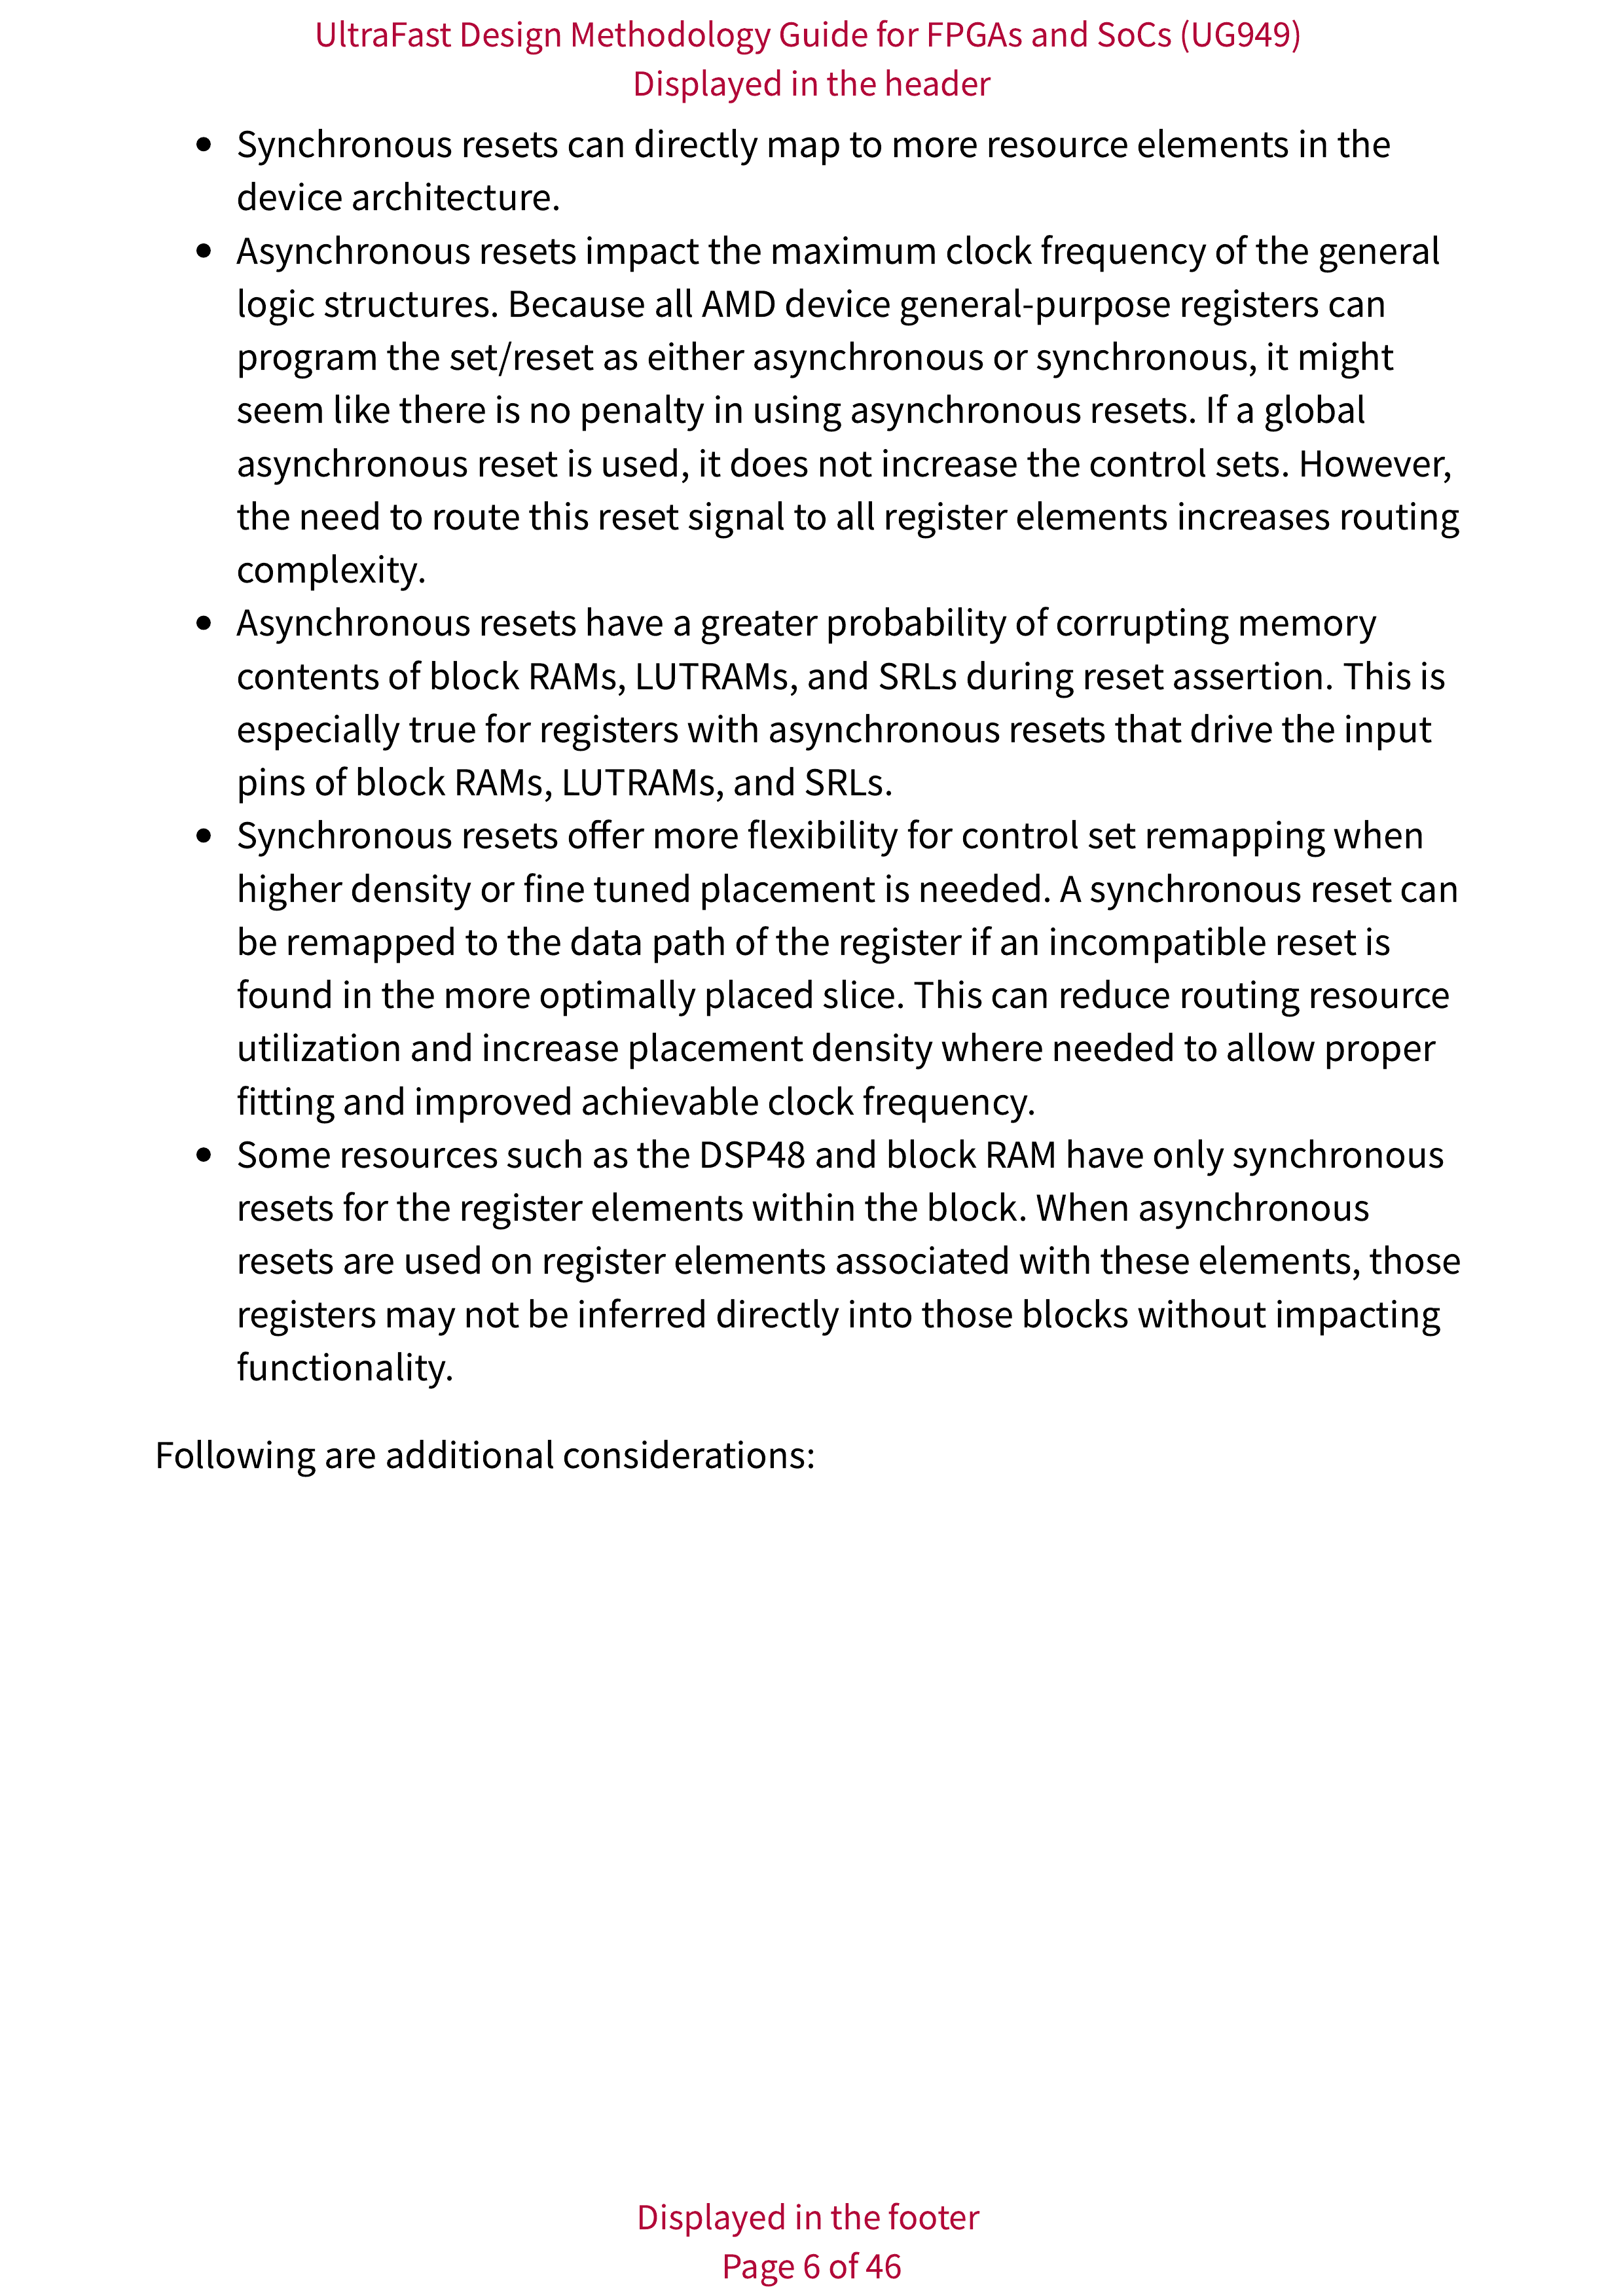 UltraFast Design Methodology Guide for FPGAs and SoCs (UG949)
Displayed in the header
• Synchronous resets can directly map to more resource elements in the
device architecture.
• Asynchronous resets impact the maximum clock frequency of the general
logic structures. Because all AMD device general-purpose registers can
program the set/reset as either asynchronous or synchronous, it might
seem like there is no penalty in using asynchronous resets. If a global
asynchronous reset is used, it does not increase the control sets. However,
the need to route this reset signal to all register elements increases routing
complexity.
• Asynchronous resets have a greater probability of corrupting memory
contents of block RAMs, LUTRAMs, and SRLs during reset assertion. This is
especially true for registers with asynchronous resets that drive the input
pins of block RAMs, LUTRAMs, and SRLs.
• Synchronous resets offer more flexibility for control set remapping when
higher density or fine tuned placement is needed. A synchronous reset can
be remapped to the data path of the register if an incompatible reset is
found in the more optimally placed slice. This can reduce routing resource
utilization and increase placement density where needed to allow proper
fitting and improved achievable clock frequency.
• Some resources such as the DSP48 and block RAM have only synchronous
resets for the register elements within the block. When asynchronous
resets are used on register elements associated with these elements, those
registers may not be inferred directly into those blocks without impacting
functionality.
Following are additional considerations:
Displayed in the footer
Page 6 of 46